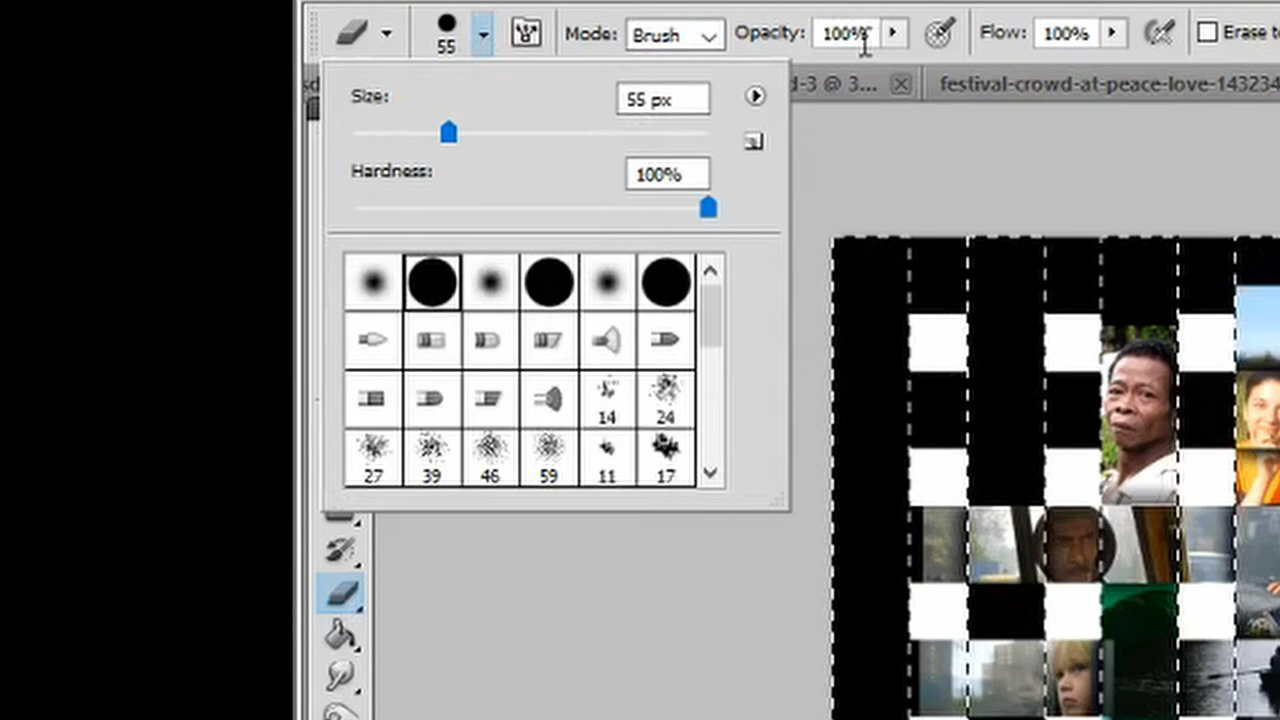 55
Mode: Brush Opacity: 100% Flow: 100% Erase to
d-3 @ 3... festival-crowd-at-peace-love-143234
Size: 55 px
Hardness: 100%
14 24
27 39 46 59 11 17